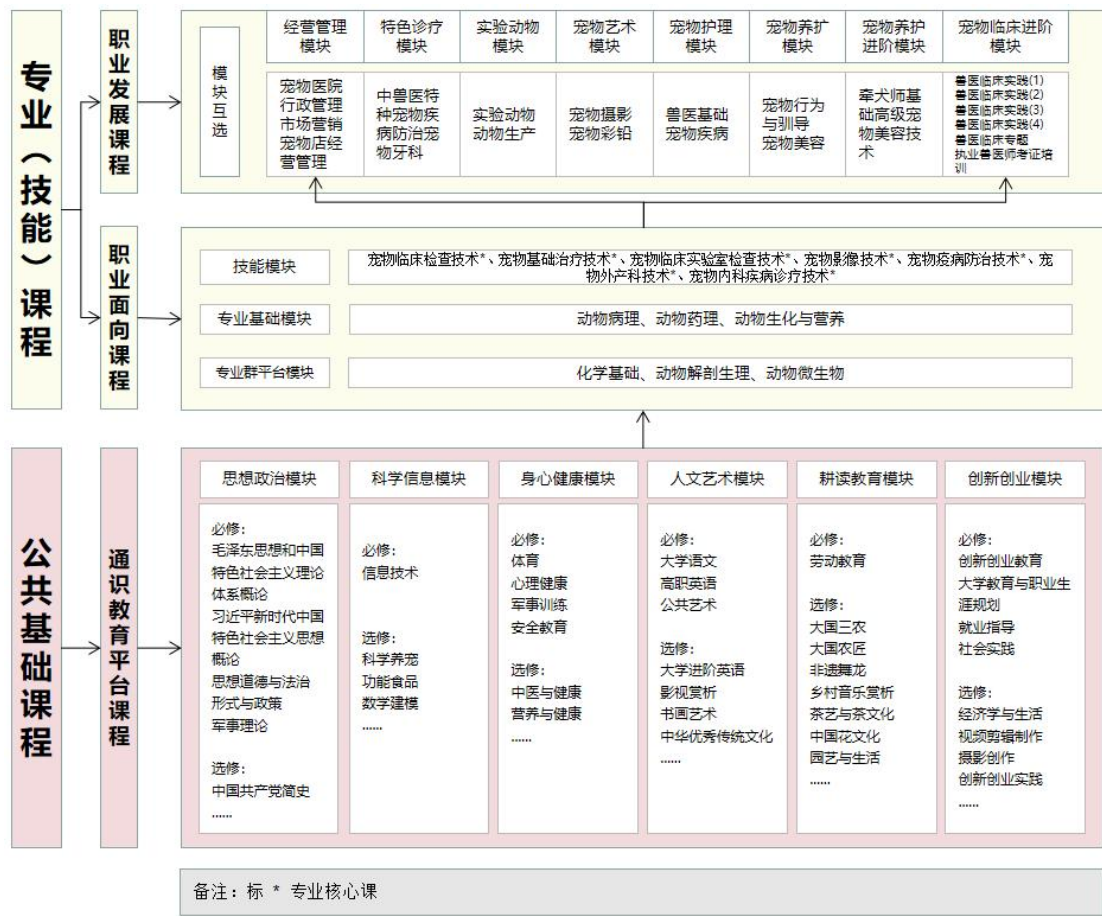 专业（技能）课程
职业发展课程
模块互选
经营管理
模块
特色诊疗
模块
实验动物
模块
宠物艺术
模块
宠物护理
模块
宠物养扩
模块
宠物养护
进阶模块
宠物临床进阶
模块
宠物医院
行政管理
市场营销
宠物店经
营管理
中兽医特
种宠物疾
病防治宠
物牙科
实验动物
动物生产
宠物摄影
宠物彩铅
兽医基础
宠物疾病
宠物行为
与驯导
宠物美容
牵犬师基
础高级宠
物美容技
术
兽医临床实践(1)
兽医临床实践(2)
兽医临床实践(3)
兽医临床实践(4)
兽医临床专题
执业兽医师考证培
训
职业面向课程
技能模块
宠物临床检查技术*、宠物基础治疗技术*、宠物临床实验室检查技术*、宠物影像技术*、宠物疫病防治技术*、宠
物外产科技术*、宠物内科疾病诊疗技术*
专业基础模块
动物病理、动物药理、动物生化与营养
专业群平台模块
化学基础、动物解剖生理、动物微生物
公共基础课程
通识教育平台课程
思想政治模块
科学信息模块
身心健康模块
人文艺术模块
耕读教育模块
创新创业模块
必修：
毛泽东思想和中国
特色社会主义理论
体系概论
习近平新时代中国
特色社会主义思想
概论
思想道德与法治
形式与政策
军事理论
选修：
中国共产党简史
......
必修：
信息技术
选修：
科学养宠
功能食品
数学建模
......
必修：
体育
心理健康
军事训练
安全教育
选修：
中医与健康
营养与健康
......
必修：
大学语文
高职英语
公共艺术
选修：
大学进阶英语
影视赏析
书画艺术
中华优秀传统文化
......
必修：
劳动教育
选修：
大国三农
大国农匠
非遗舞龙
乡村音乐赏析
茶艺与茶文化
中国花文化
园艺与生活
......
必修：
创新创业教育
大学教育与职业生
涯规划
就业指导
社会实践
选修：
经济学与生活
视频剪辑制作
摄影创作
创新创业实践
......
备注：标 * 专业核心课